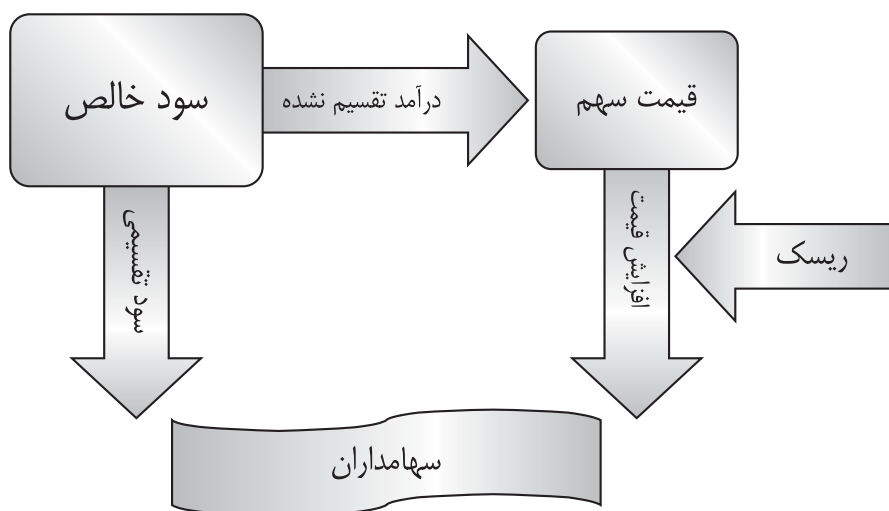 قیمت سهم
درآمد تقسیم نشده
سود خالص
ریسک
افزایش قیمت
سود تقسیمی
سهامداران